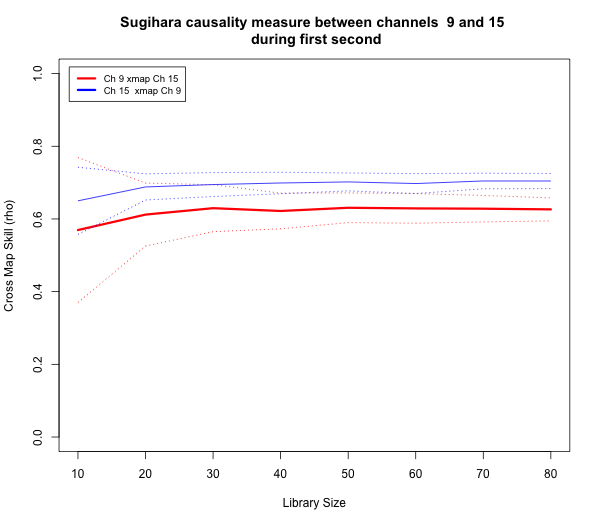 Sugihara causality measure between channels  9 and 15
during first second
Ch 9 xmap Ch 15
Ch 15  xmap Ch 9
Cross Map Skill (rho)
1.0
0.8
0.6
0.4
0.2
0.0
10 20 30 40 50 60 70 80
Library Size